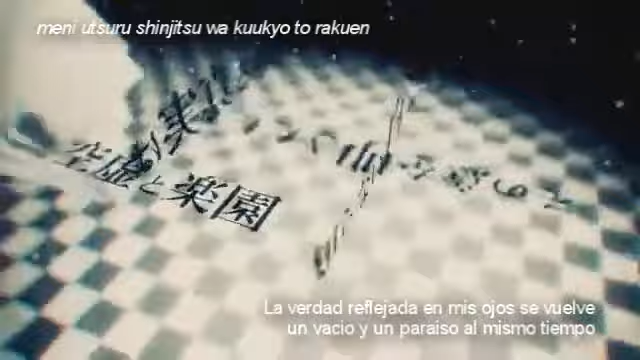 meni utsuru shinjitsu wa kuukyo to rakuen
実
空虚と楽園
La verdad reflejada en mis ojos se vuelve
un vacio y un paraiso al mismo tiempo